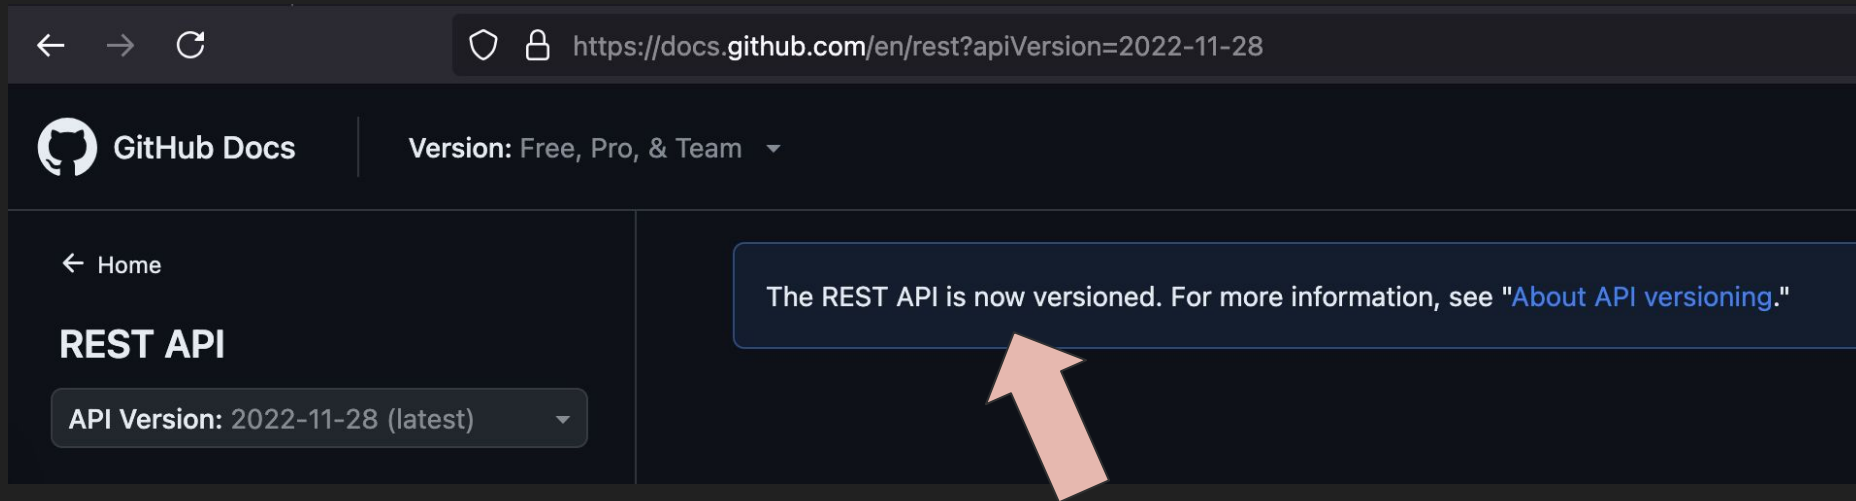 https://docs.github.com/en/rest?apiVersion=2022-11-28
GitHub Docs
Version: Free, Pro, & Team
Home
REST API
API Version: 2022-11-28 (latest)
The REST API is now versioned. For more information, see "About API versioning."